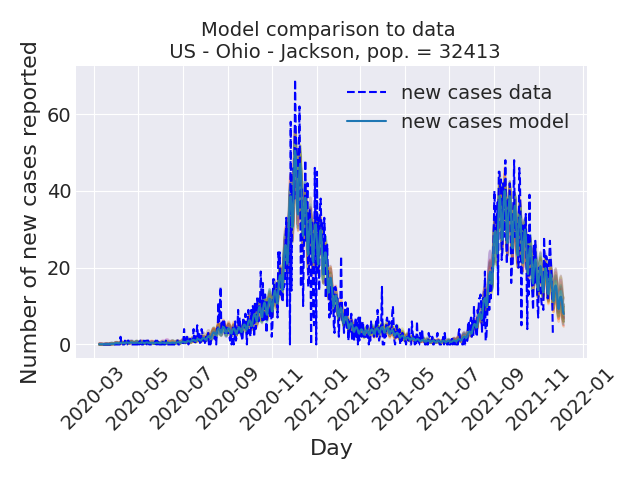 Model comparison to data
US - Ohio - Jackson, pop. = 32413
Number of new cases reported
60
40
20
0
new cases data
new cases model
2020-03
2020-05
2020-07
2020-09
2020-11
2021-01
2021-03
2021-05
2021-07
2021-09
2021-11
2022-01
Day